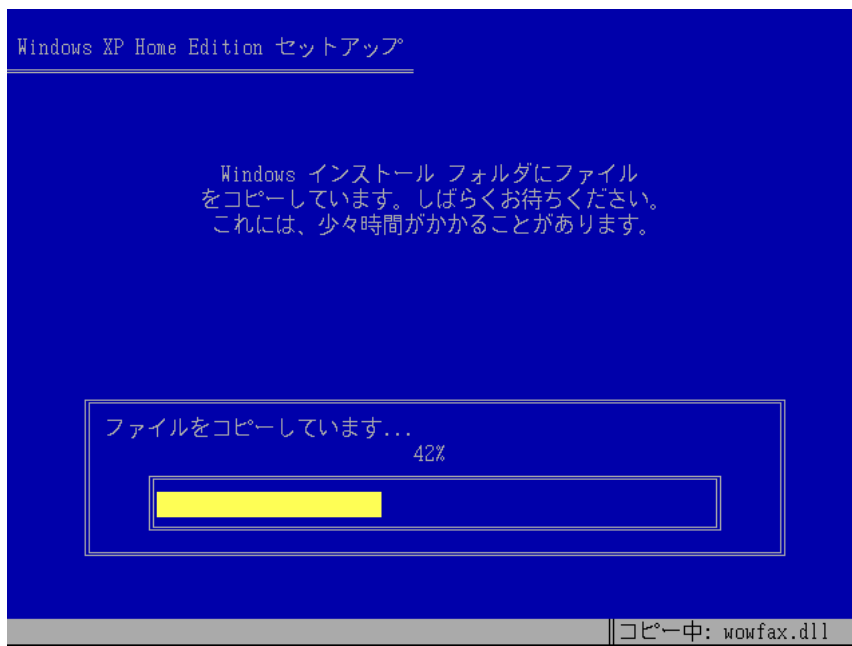 Windows XP Home Edition セットアップ
Windows インストール フォルダにファイル
をコピーしています。しばらくお待ちください。
これには、少々時間がかかることがあります。
ファイルをコピーしています...
42%
コピー中: wowfax.dll